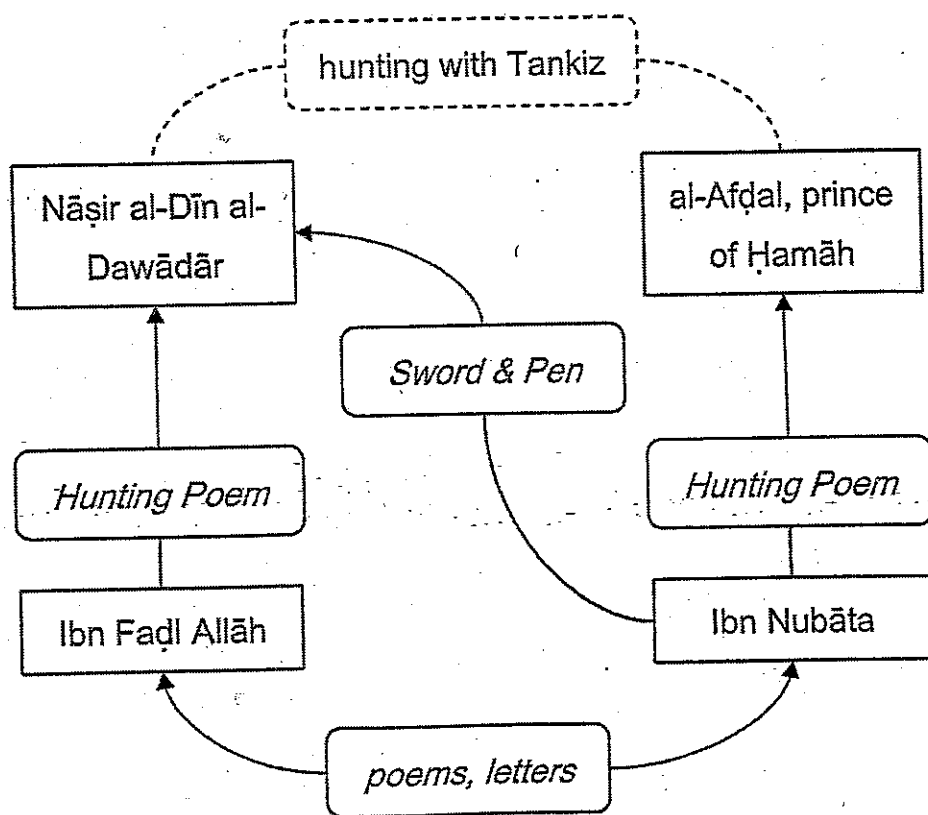 hunting with Tankiz
Nāṣir al-Dīn al-
Dawādār
al-Afḍal, prince
of Ḥamāh
Sword & Pen
Hunting Poem
Hunting Poem
Ibn Faḍl Allāh
Ibn Nubāta
poems, letters